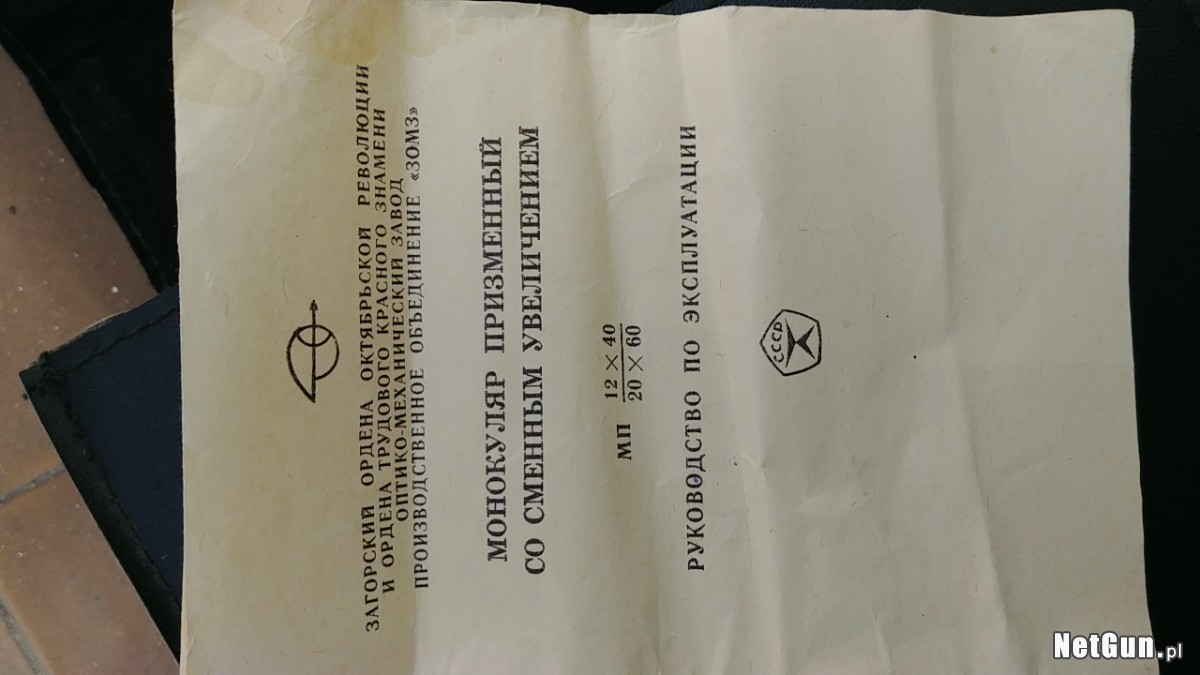 ЗАГОРСКИЙ ОРДЕНА ОКТЯБРЬСКОЙ РЕВОЛЮЦИИ
И ОРДЕНА ТРУДОВОГО КРАСНОГО ЗНАМЕНИ
ОПТИКО-МЕХАНИЧЕСКИЙ ЗАВОД
ПРОИЗВОДСТВЕННОЕ ОБЪЕДИНЕНИЕ «ЗОМЗ»
МОНОКУЛЯР ПРИЗМЕННЫЙ
СО СМЕННЫМ УВЕЛИЧЕНИЕМ
МП 12 × 40
20 × 60
РУКОВОДСТВО ПО ЭКСПЛУАТАЦИИ
СССР
NetGun.pl